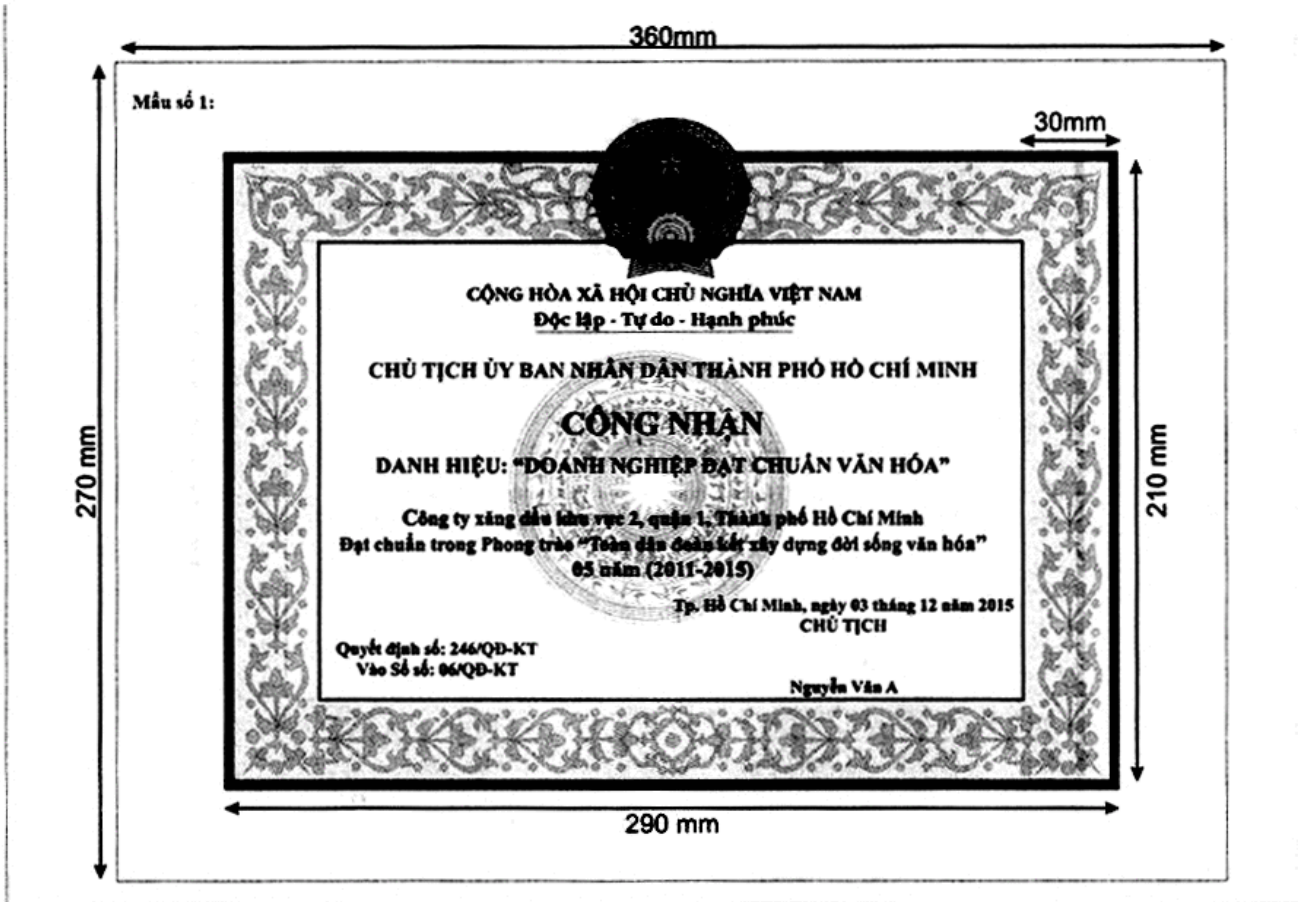 360mm
Mẫu số 1:
30mm
CỘNG HÒA XÃ HỘI CHỦ NGHĨA VIỆT NAM
Độc lập - Tự do - Hạnh phúc
CHỦ TỊCH ỦY BAN NHÂN DÂN THÀNH PHỐ HỒ CHÍ MINH
CÔNG NHẬN
DANH HIỆU: “DOANH NGHIỆP ĐẠT CHUẨN VĂN HÓA”
270 mm
210 mm
Công ty xăng dầu khu vực 2, quận 1, Thành phố Hồ Chí Minh
Đạt chuẩn trong Phong trào “Toàn dân đoàn kết xây dựng đời sống văn hóa”
05 năm (2011-2015)
Tp. Hồ Chí Minh, ngày 03 tháng 12 năm 2015
CHỦ TỊCH
Quyết định số: 246/QĐ-KT
Vào Sổ số: 06/QĐ-KT
Nguyễn Văn A
290 mm